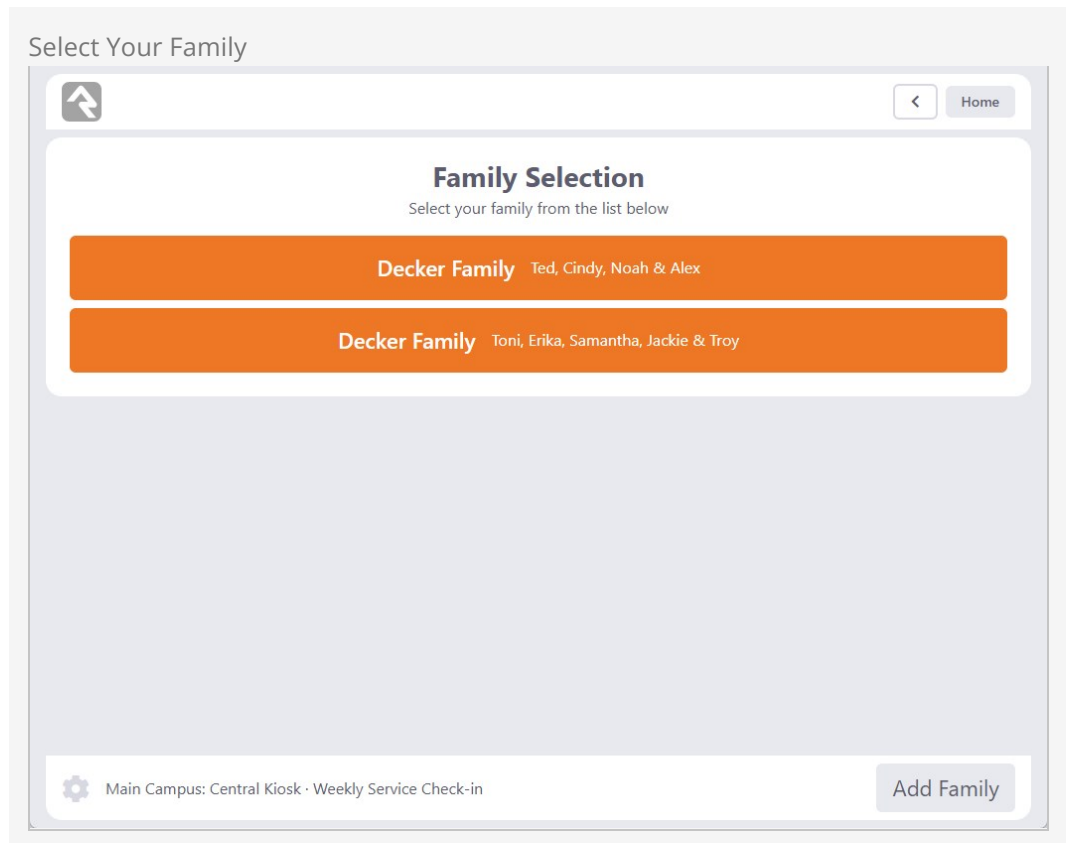 Select Your Family
Home
Family Selection
Select your family from the list below
Decker Family Ted, Cindy, Noah & Alex
Decker Family Toni, Erika, Samantha, Jackie & Troy
Main Campus: Central Kiosk · Weekly Service Check-in
Add Family